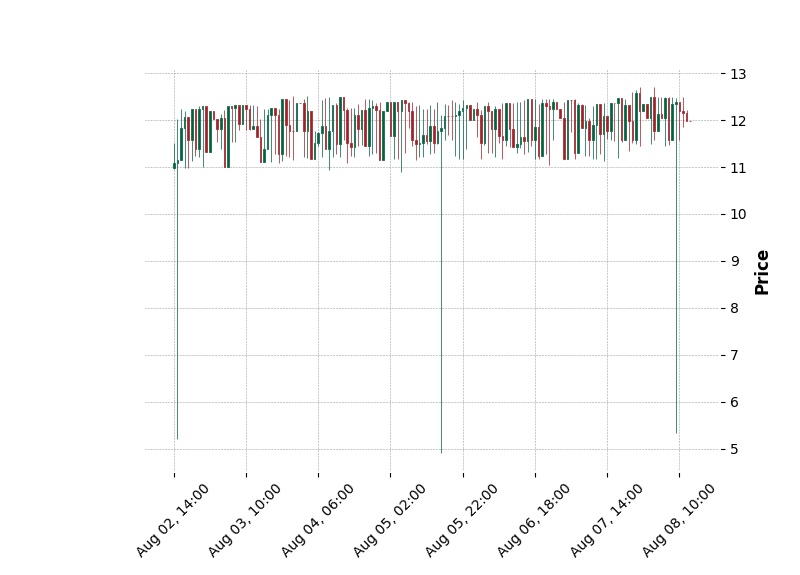 13
12
11
10
9
8
7
6
5
Price
Aug 02, 14:00
Aug 03, 10:00
Aug 04, 06:00
Aug 05, 02:00
Aug 05, 22:00
Aug 06, 18:00
Aug 07, 14:00
Aug 08, 10:00